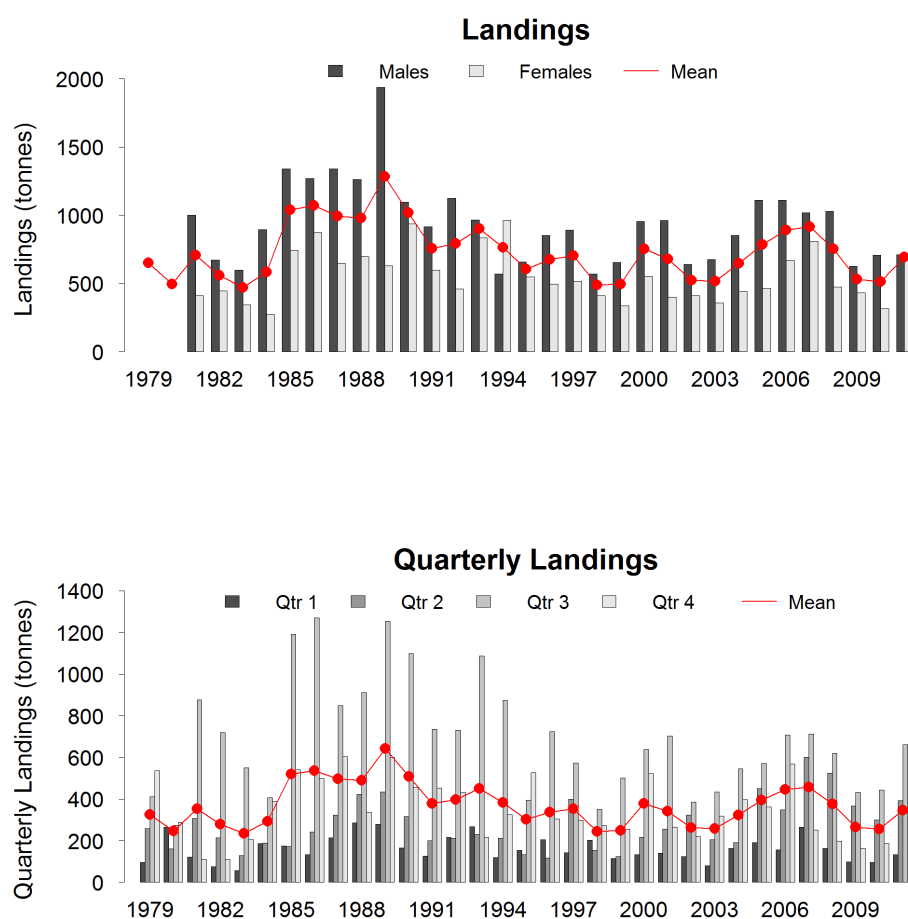 Landings
Males Females Mean
Landings (tonnes)
2000
1500
1000
500
0
1979 1982 1985 1988 1991 1994 1997 2000 2003 2006 2009
Quarterly Landings
Qtr 1 Qtr 2 Qtr 3 Qtr 4 Mean
Quarterly Landings (tonnes)
1400
1200
1000
800
600
400
200
0
1979 1982 1985 1988 1991 1994 1997 2000 2003 2006 2009